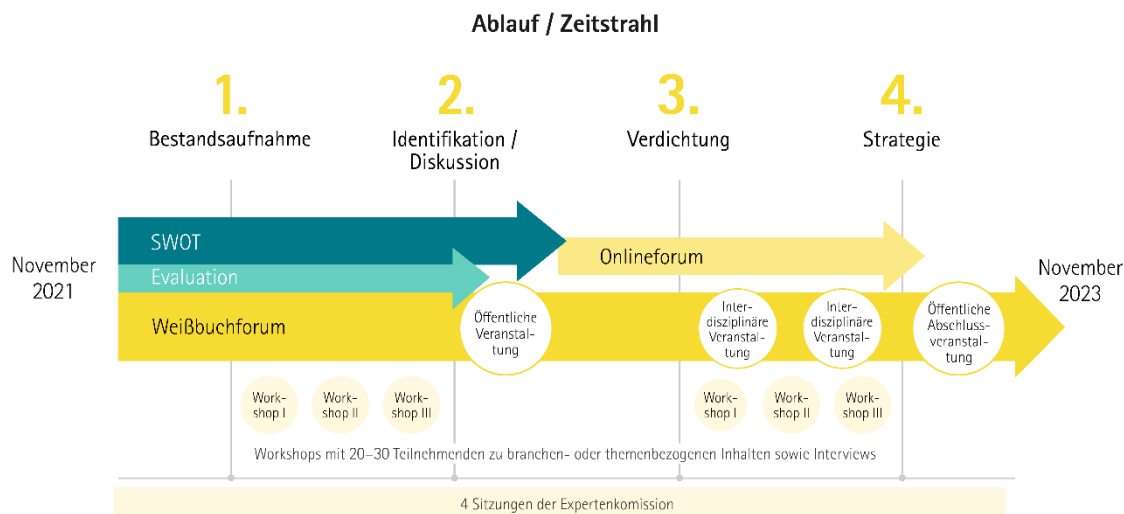 Ablauf / Zeitstrahl
1.
Bestandsaufnahme
2.
Identifikation /
Diskussion
3.
Verdichtung
4.
Strategie
November
2021
SWOT
Evaluation
Weißbuchforum
Onlineforum
November
2023
Öffentliche
Veranstal-
tung
Inter-
disziplinäre
Veranstal-
tung
Inter-
disziplinäre
Veranstal-
tung
Öffentliche
Abschluss-
veranstal-
tung
Work-
shop I
Work-
shop II
Work-
shop III
Work-
shop I
Work-
shop II
Work-
shop III
Workshops mit 20–30 Teilnehmenden zu branchen- oder themenbezogenen Inhalten sowie Interviews
4 Sitzungen der Expertenkomission